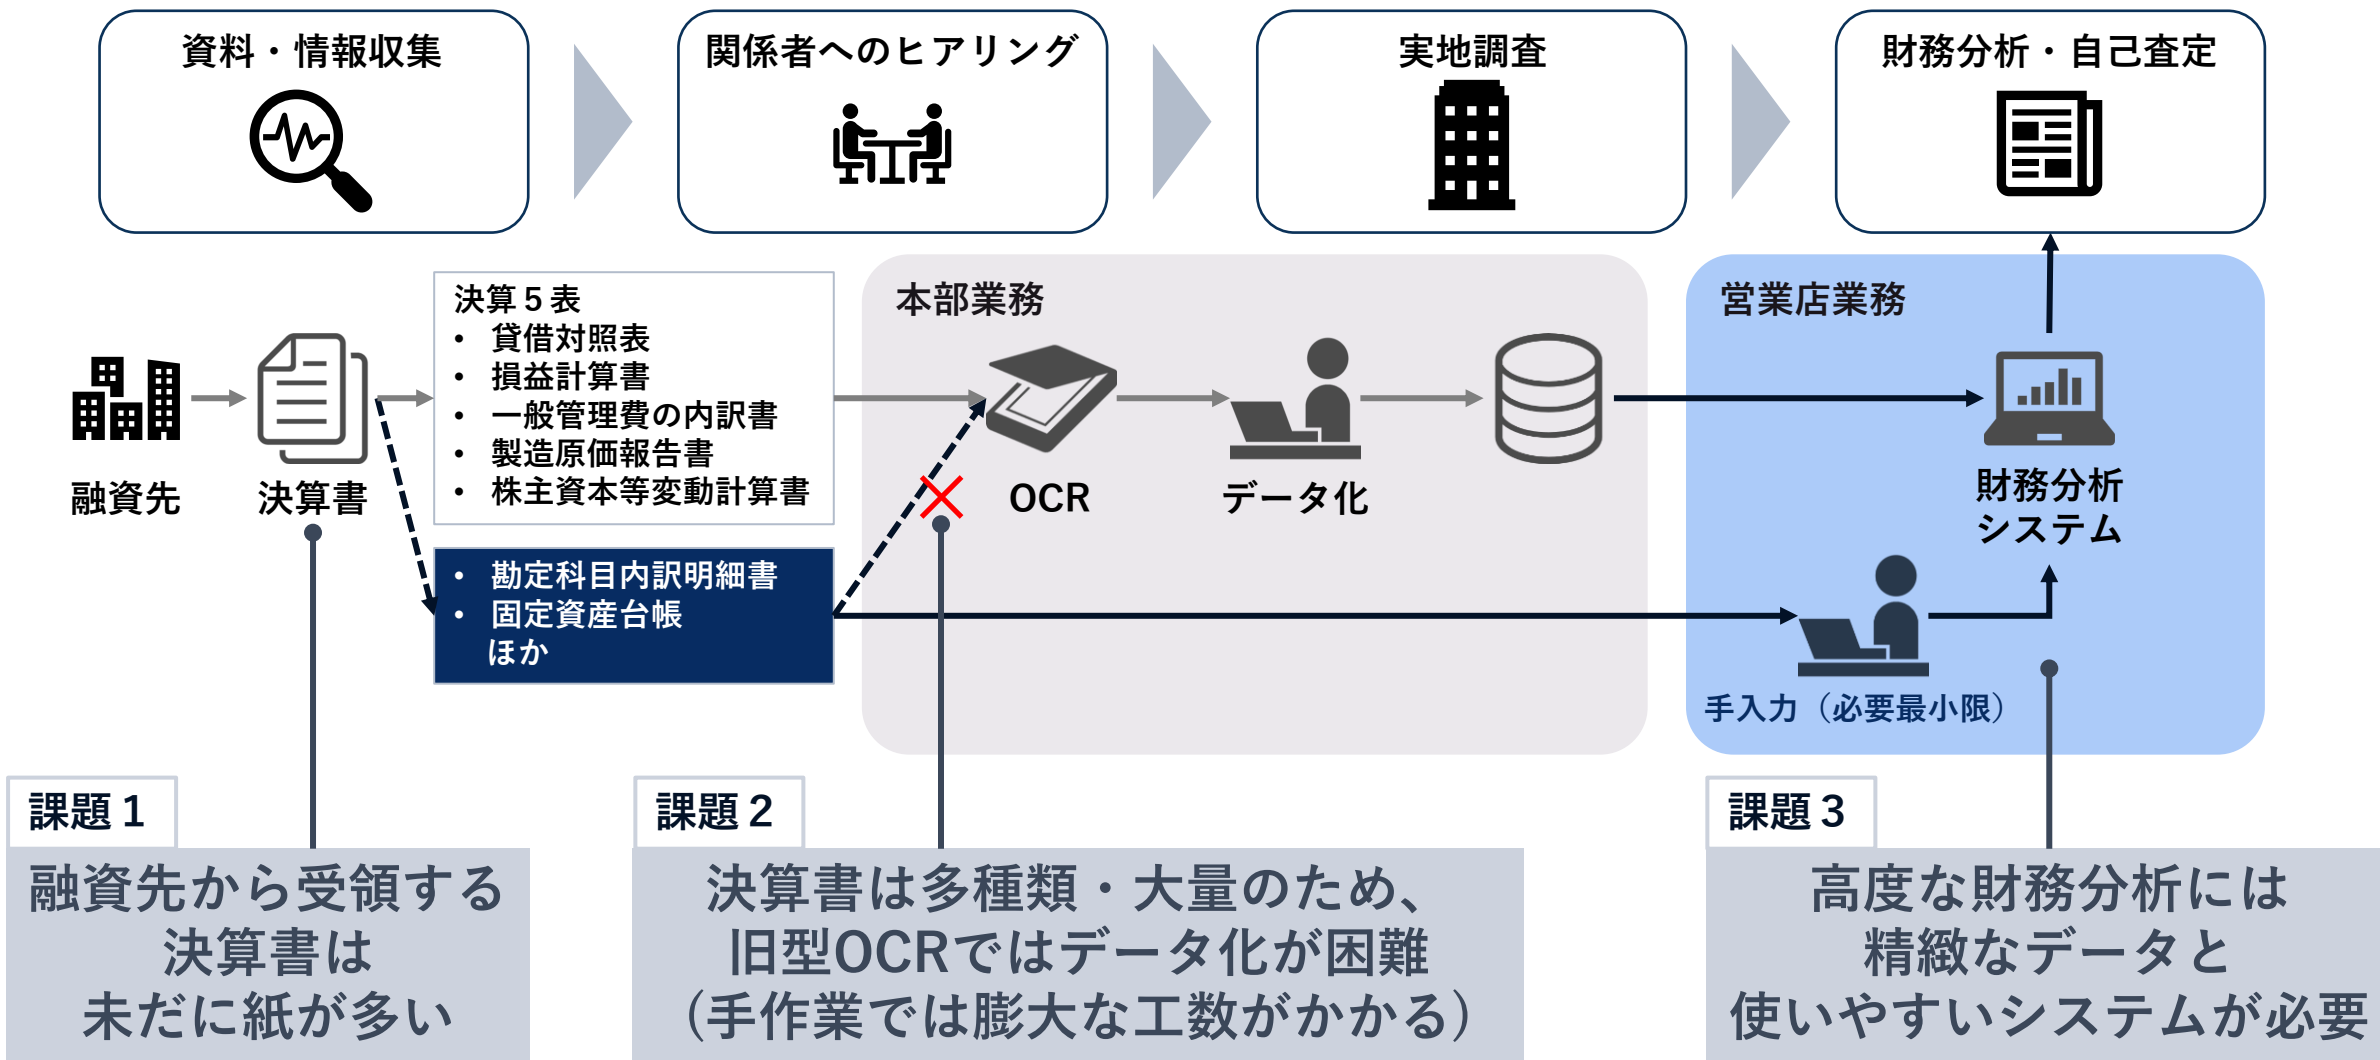 資料・情報収集
関係者へのヒアリング
実地調査
財務分析・自己査定
融資先
決算書
決算５表
• 貸借対照表
• 損益計算書
• 一般管理費の内訳書
• 製造原価報告書
• 株主資本等変動計算書
• 勘定科目内訳明細書
• 固定資産台帳
ほか
本部業務
OCR
データ化
営業店業務
財務分析
システム
手入力（必要最小限）
課題１
融資先から受領する
決算書は
未だに紙が多い
課題２
決算書は多種類・大量のため、
旧型OCRではデータ化が困難
（手作業では膨大な工数がかかる）
課題３
高度な財務分析には
精緻なデータと
使いやすいシステムが必要